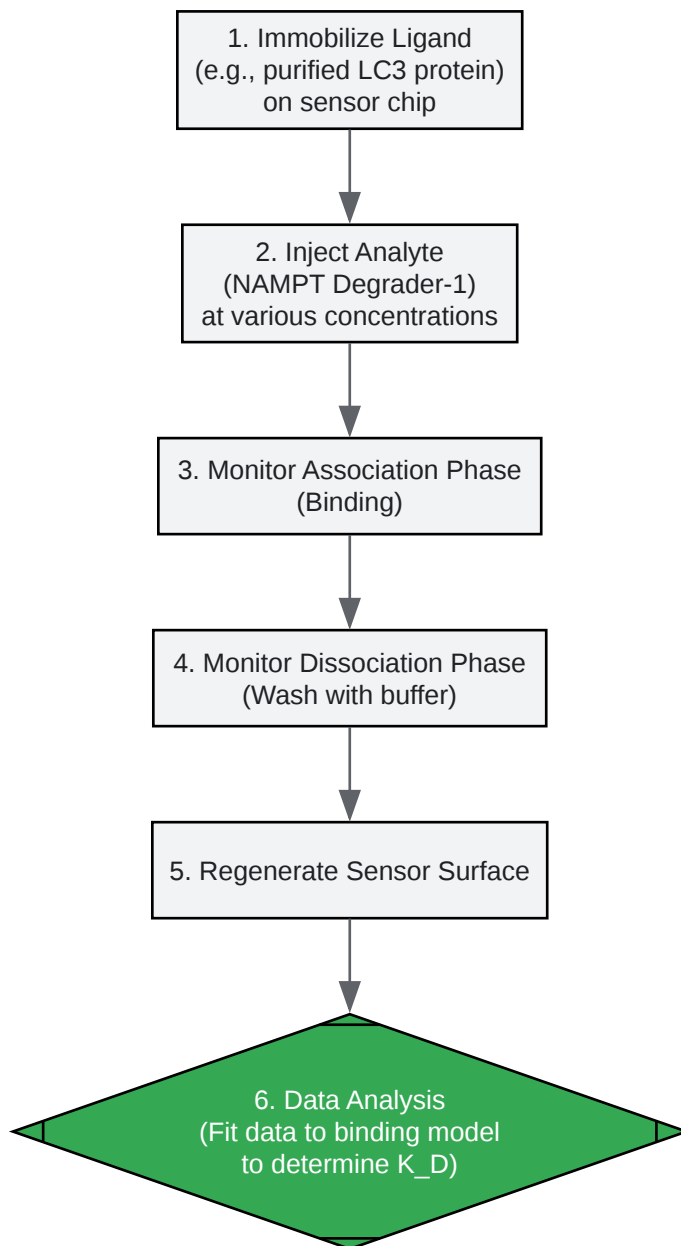 1. Immobilize Ligand
(e.g., purified LC3 protein)
on sensor chip
2. Inject Analyte
(NAMPT Degrader-1)
at various concentrations
3. Monitor Association Phase
(Binding)
4. Monitor Dissociation Phase
(Wash with buffer)
5. Regenerate Sensor Surface
6. Data Analysis
(Fit data to binding model
to determine K_D)